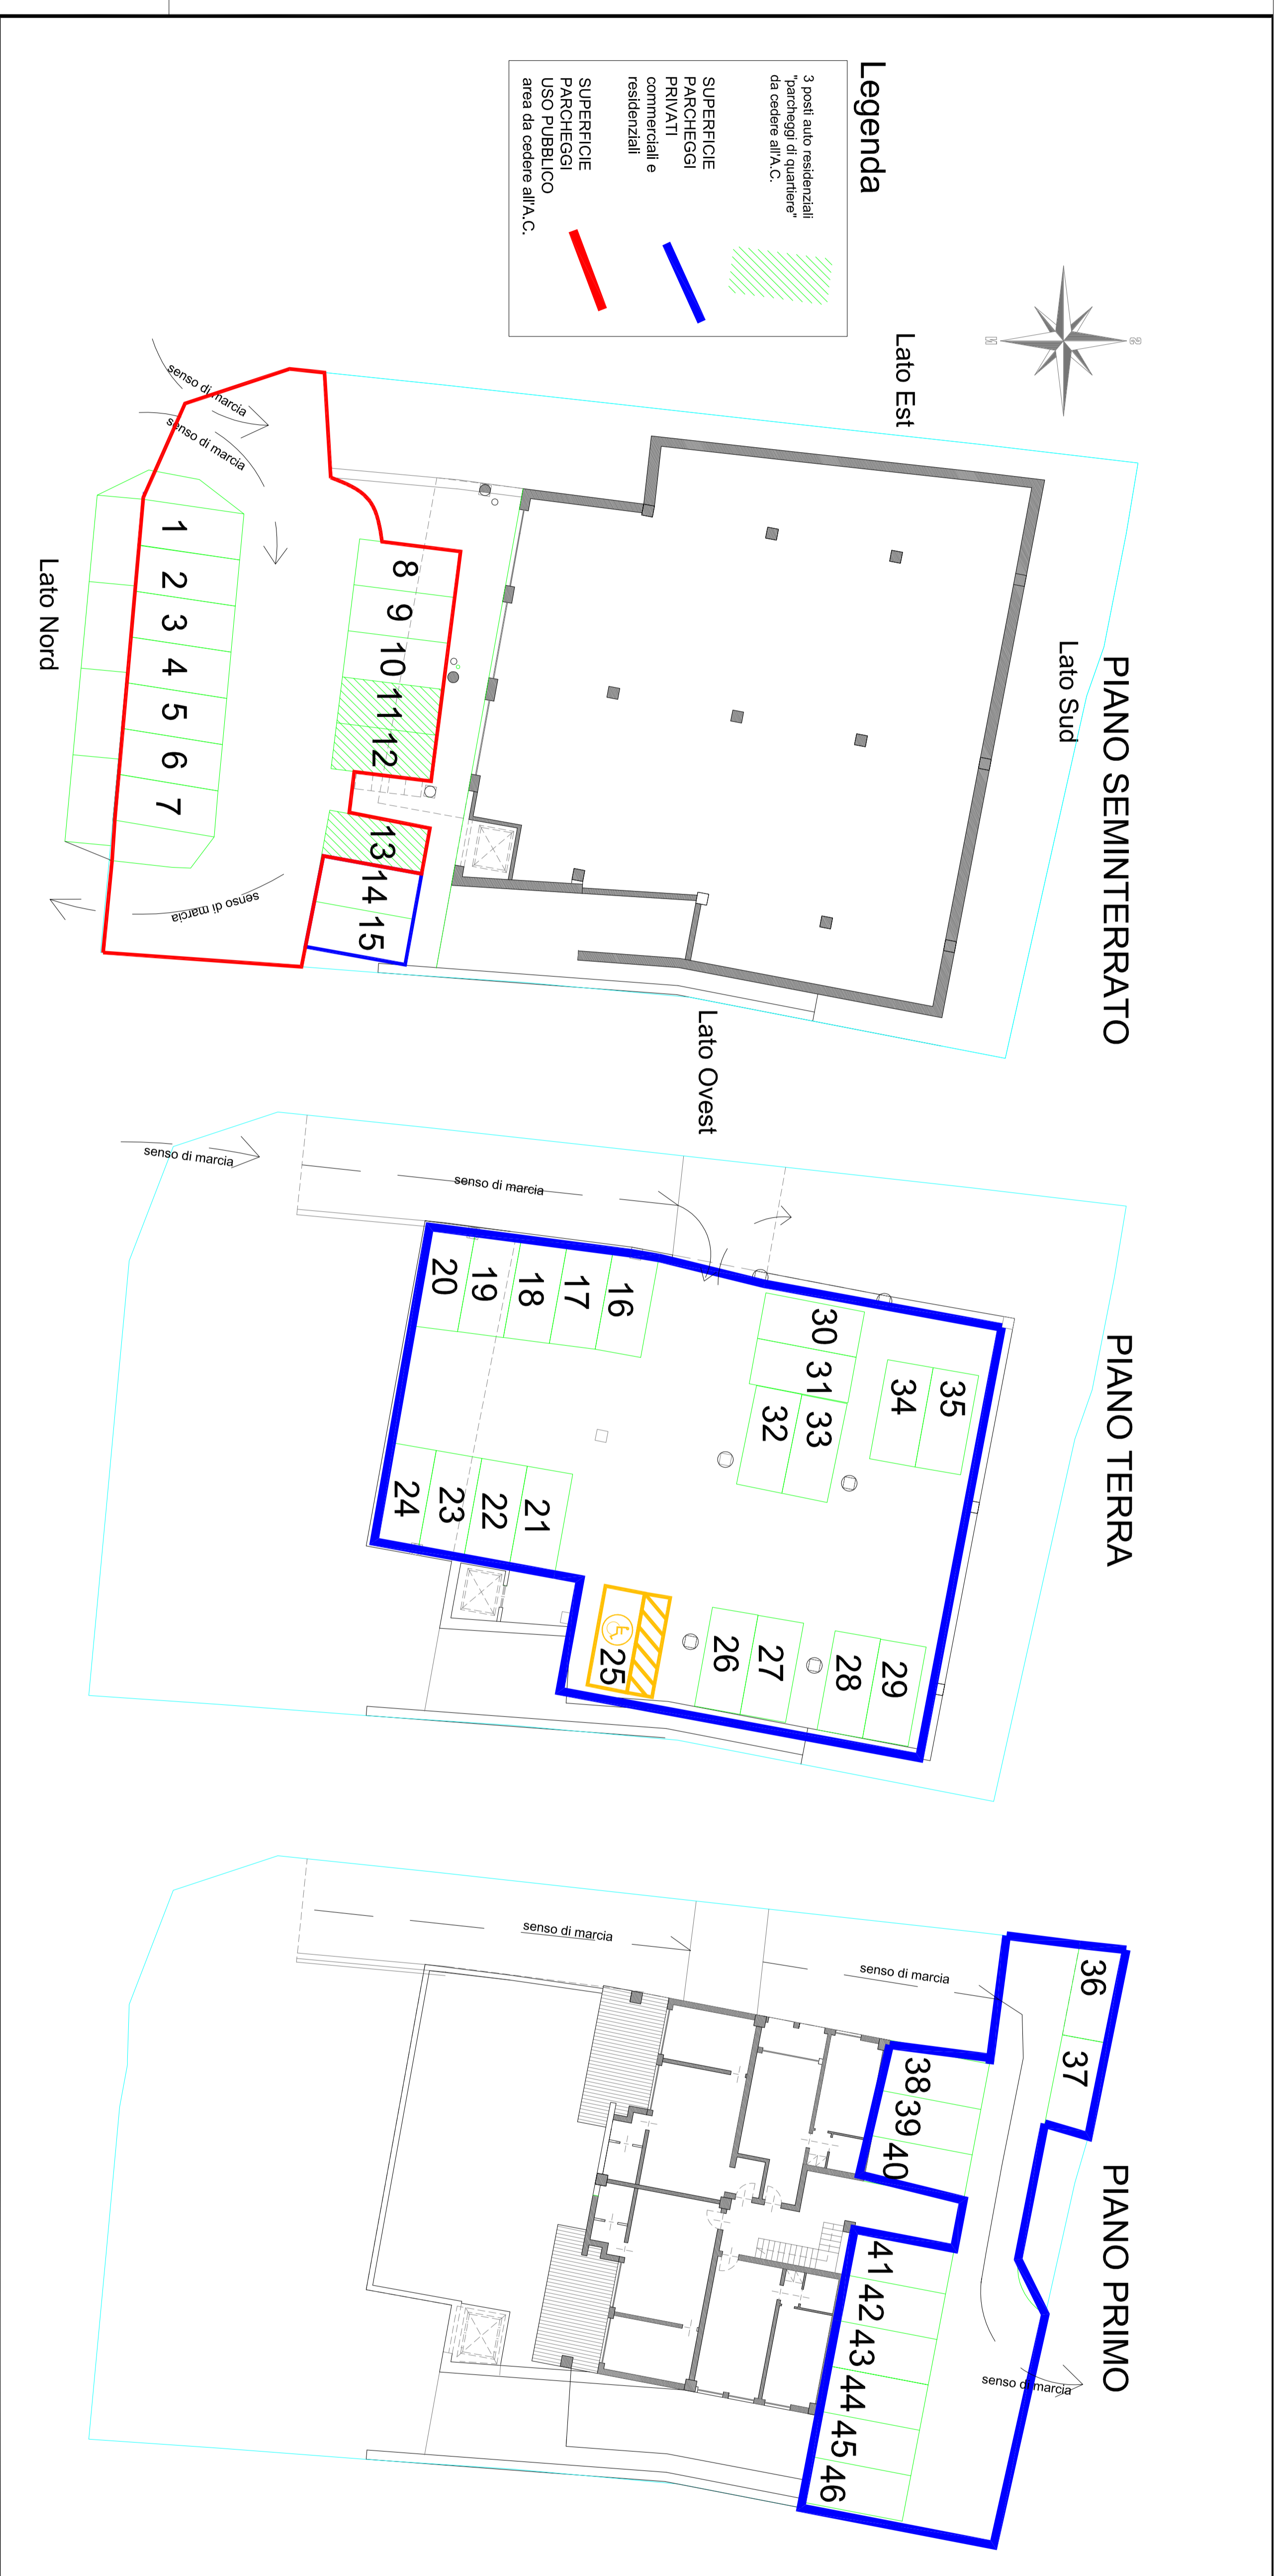 Legenda
3 posti auto residenziali
"parcheggi di quartiere"
da cedere all'A.C.
SUPERFICIE
PARCHEGGI
PRIVATI
commerciali e
residenziali
SUPERFICIE
PARCHEGGI
USO PUBBLICO
area da cedere all'A.C.
PIANO SEMINTERRATO
Lato Sud
Lato Est
Lato Ovest
Lato Nord
senso di marcia
senso di marcia
senso di marcia
8
9
10
11
12
13
14
15
1
2
3
4
5
6
7
PIANO TERRA
senso di marcia
senso di marcia
35
34
30
31
33
32
16
17
18
19
20
21
22
23
24
25
26
27
28
29
PIANO PRIMO
senso di marcia
senso di marcia
senso di marcia
36
37
38
39
40
41
42
43
44
45
46